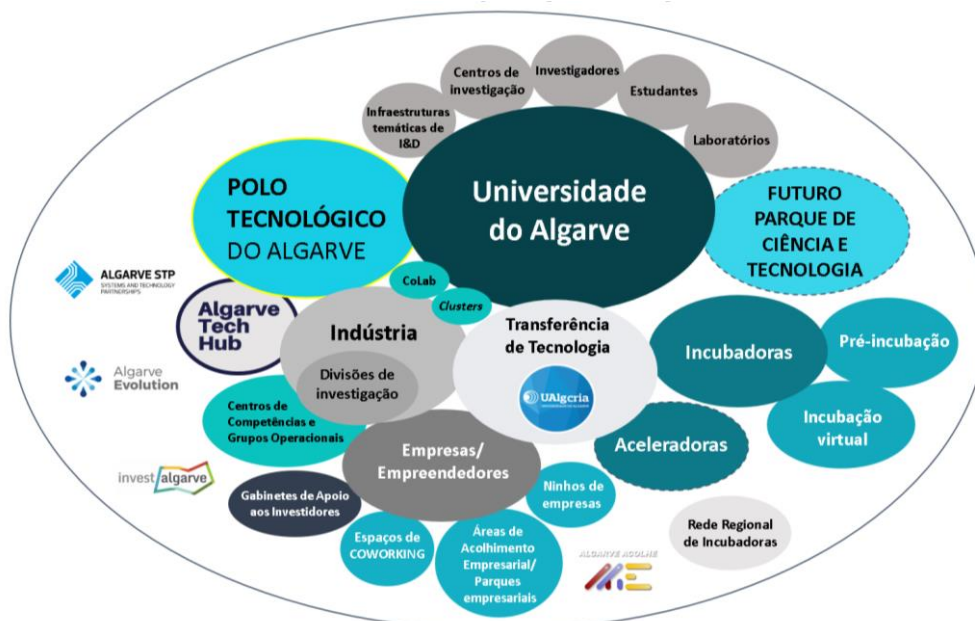 Centros de
investigação
Investigadores
Estudantes
Infraestruturas
temáticas de
I&D
Laboratórios
POLO
TECNOLÓGICO
DO ALGARVE
Universidade
do Algarve
FUTURO
PARQUE DE
CIÊNCIA E
TECNOLOGIA
ALGARVE STP
SYSTEMS AND TECHNOLOGY
PARTNERSHIPS
CoLab
Clusters
Algarve
Tech
Hub
Indústria
Transferência
de Tecnologia
Incubadoras
Pré-incubação
Algarve
Evolution
Divisões de
investigação
UAlgcria
Centros de
Competências e
Grupos Operacionais
Incubação
virtual
Empresas/
Empreendedores
Aceleradoras
invest algarve
Gabinetes de Apoio
aos Investidores
Ninhos de
empresas
Espaços de
COWORKING
Áreas de
Acolhimento
Empresarial/
Parques
empresariais
Rede Regional
de Incubadoras
ALGARVE ACOLHE